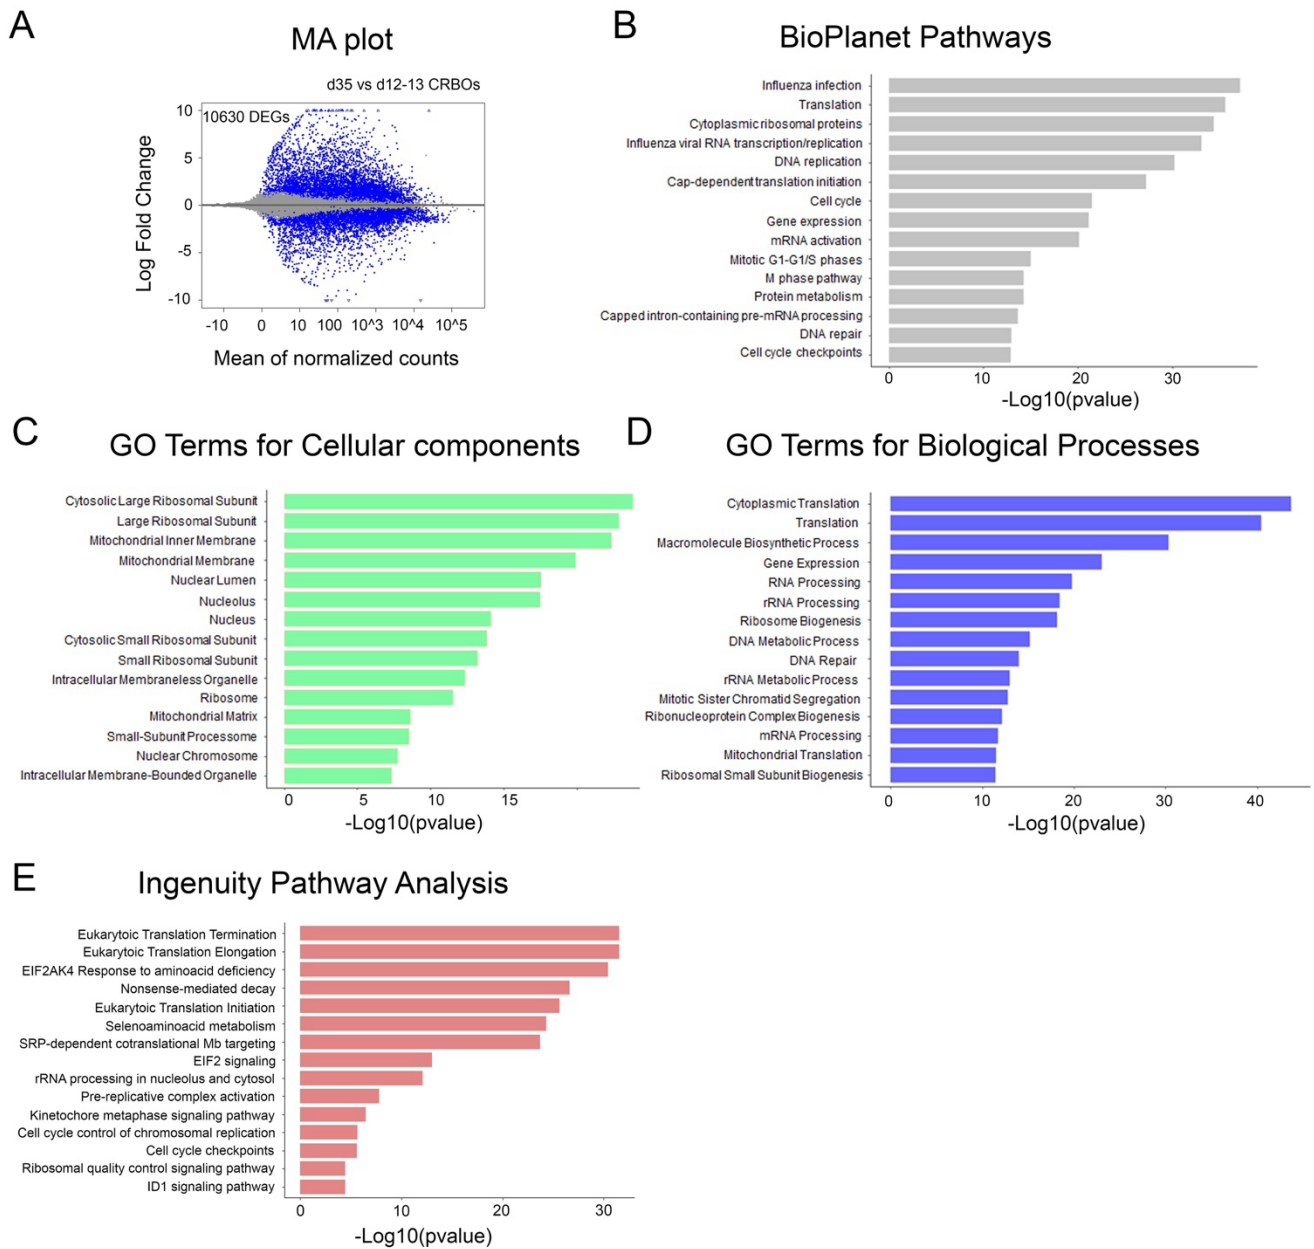 A
MA plot
d35 vs d12-13 CRBOs
10630 DEGs
10
5
0
-5
-10
Log Fold Change
-10 0 10 100 10^3 10^4 10^5
Mean of normalized counts
B
BioPlanet Pathways
Influenza infection
Translation
Cytoplasmic ribosomal proteins
Influenza viral RNA transcription/replication
DNA replication
Cap-dependent translation initiation
Cell cycle
Gene expression
mRNA activation
Mitotic G1-G1/S phases
M phase pathway
Protein metabolism
Capped intron-containing pre-mRNA processing
DNA repair
Cell cycle checkpoints
0 10 20 30
-Log10(pvalue)
C
GO Terms for Cellular components
Cytosolic Large Ribosomal Subunit
Large Ribosomal Subunit
Mitochondrial Inner Membrane
Mitochondrial Membrane
Nuclear Lumen
Nucleolus
Nucleus
Cytosolic Small Ribosomal Subunit
Small Ribosomal Subunit
Intracellular Membraneless Organelle
Ribosome
Mitochondrial Matrix
Small-Subunit Processome
Nuclear Chromosome
Intracellular Membrane-Bounded Organelle
0 5 10 15
-Log10(pvalue)
D
GO Terms for Biological Processes
Cytoplasmic Translation
Translation
Macromolecule Biosynthetic Process
Gene Expression
RNA Processing
rRNA Processing
Ribosome Biogenesis
DNA Metabolic Process
DNA Repair
rRNA Metabolic Process
Mitotic Sister Chromatid Segregation
Ribonucleoprotein Complex Biogenesis
mRNA Processing
Mitochondrial Translation
Ribosomal Small Subunit Biogenesis
0 10 20 30 40
-Log10(pvalue)
E
Ingenuity Pathway Analysis
Eukarytoic Translation Termination
Eukarytoic Translation Elongation
EIF2AK4 Response to aminoacid deficiency
Nonsense-mediated decay
Eukarytoic Translation Initiation
Selenoaminoacid metabolism
SRP-dependent cotranslational Mb targeting
EIF2 signaling
rRNA processing in nucleolus and cytosol
Pre-replicative complex activation
Kinetochore metaphase signaling pathway
Cell cycle control of chromosomal replication
Cell cycle checkpoints
Ribosomal quality control signaling pathway
ID1 signaling pathway
0 10 20 30
-Log10(pvalue)